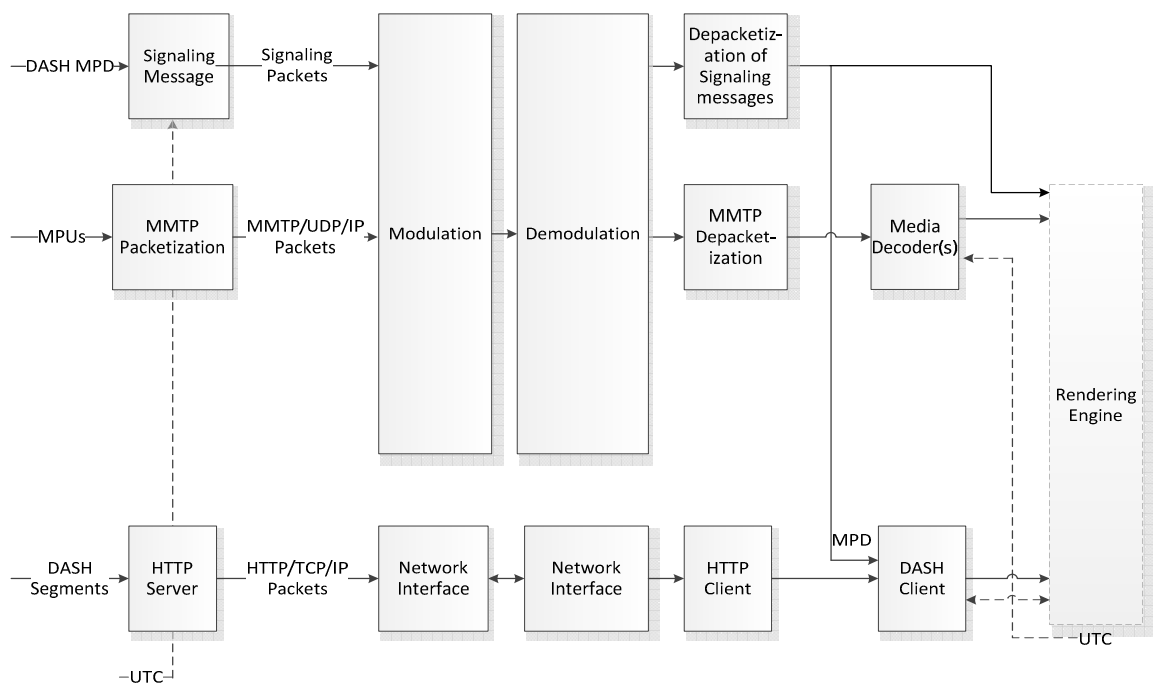 DASH MPD
Signaling
Message
Signaling
Packets
Depacketiz-
ation of
Signaling
messages
MPUs
MMTP
Packetization
MMTP/UDP/IP
Packets
Modulation
Demodulation
MMTP
Depacket-
ization
Media
Decoder(s)
Rendering
Engine
DASH
Segments
HTTP
Server
HTTP/TCP/IP
Packets
Network
Interface
Network
Interface
HTTP
Client
MPD
DASH
Client
UTC
UTC